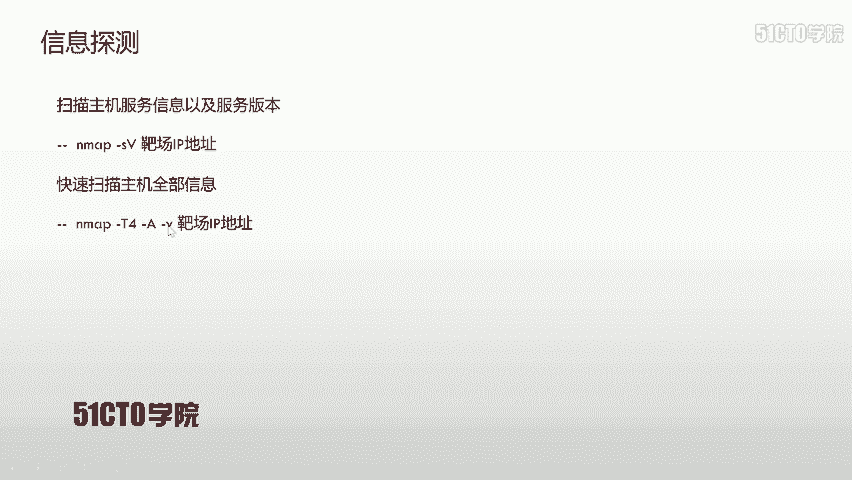 信息探测
51CTO学院
扫描主机服务信息以及服务版本
-- nmap -sV 靶场IP地址
快速扫描主机全部信息
-- nmap -T4 -A -v 靶场IP地址
51CTO学院